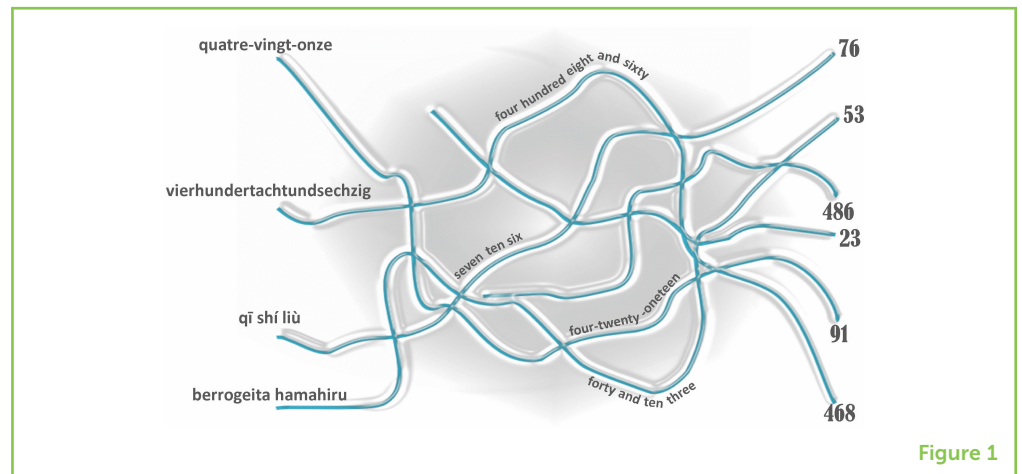 quatre-vingt-onze
vierhundertachtundsechzig
qī shí liù
berrogeita hamahiru
four hundred eight and sixty
seven ten six
four-twenty -oneteen
forty and ten three
76
53
486
23
91
468
Figure 1